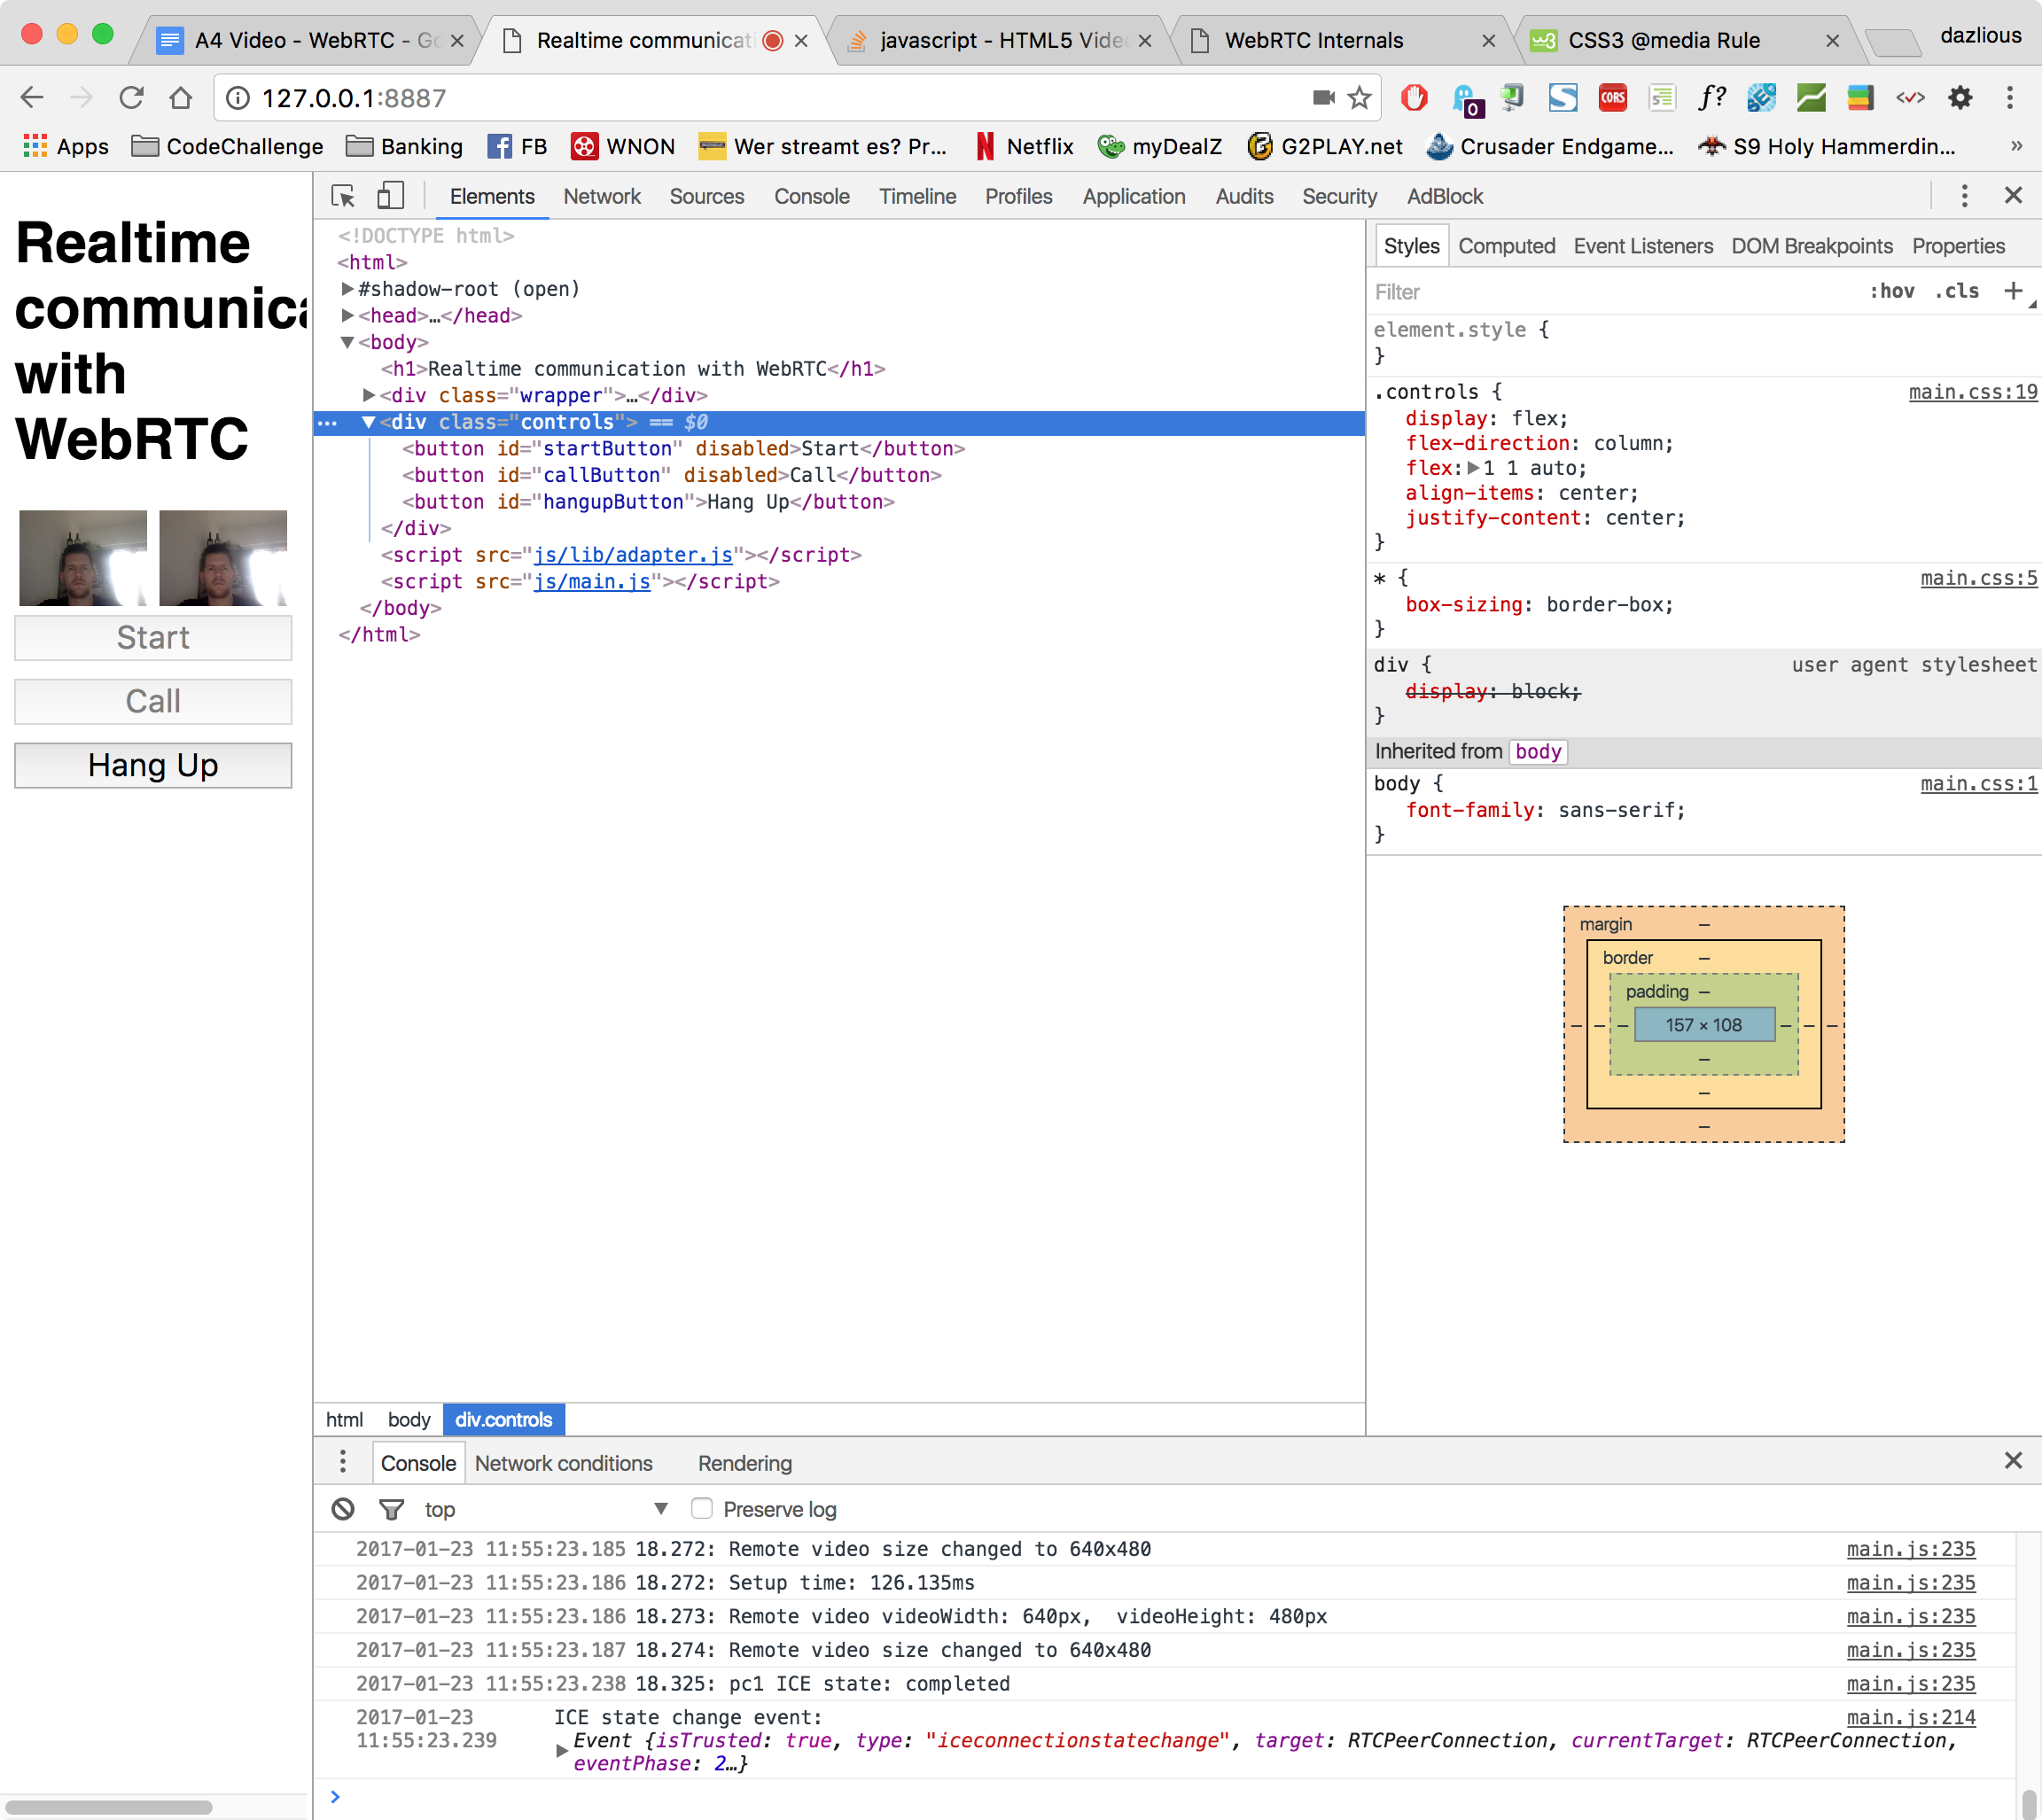 A4 Video - WebRTC - Go
Realtime communicati
javascript - HTML5 Vide
WebRTC Internals
CSS3 @media Rule
dazlious
127.0.0.1:8887
0
CORS
f?
Apps
CodeChallenge
Banking
FB
WNON
Wer streamt es? Pr...
Netflix
myDealZ
G2PLAY.net
Crusader Endgame...
S9 Holy Hammerdin...
»
Realtime
communica
with
WebRTC
Start
Call
Hang Up
Elements Network Sources Console Timeline Profiles Application Audits Security AdBlock
<!DOCTYPE html>
<html>
#shadow-root (open)
<head>…</head>
<body>
<h1>Realtime communication with WebRTC</h1>
<div class="wrapper">…</div>
… <div class="controls"> == $0
<button id="startButton" disabled>Start</button>
<button id="callButton" disabled>Call</button>
<button id="hangupButton">Hang Up</button>
</div>
<script src="js/lib/adapter.js"></script>
<script src="js/main.js"></script>
</body>
</html>
html body div.controls
Styles Computed Event Listeners DOM Breakpoints Properties
Filter :hov .cls +
element.style {
}
.controls { main.css:19
display: flex;
flex-direction: column;
flex: 1 1 auto;
align-items: center;
justify-content: center;
}
* { main.css:5
box-sizing: border-box;
}
div { user agent stylesheet
display: block;
}
Inherited from body
body { main.css:1
font-family: sans-serif;
}
margin –
border –
padding –
– – – 157 × 108 – – –
–
–
–
Console Network conditions Rendering
top Preserve log
2017-01-23 11:55:23.185 18.272: Remote video size changed to 640x480 main.js:235
2017-01-23 11:55:23.186 18.272: Setup time: 126.135ms main.js:235
2017-01-23 11:55:23.186 18.273: Remote video videoWidth: 640px,  videoHeight: 480px main.js:235
2017-01-23 11:55:23.187 18.274: Remote video size changed to 640x480 main.js:235
2017-01-23 11:55:23.238 18.325: pc1 ICE state: completed main.js:235
2017-01-23 ICE state change event: main.js:214
11:55:23.239 Event {isTrusted: true, type: "iceconnectionstatechange", target: RTCPeerConnection, currentTarget: RTCPeerConnection,
eventPhase: 2…}
>